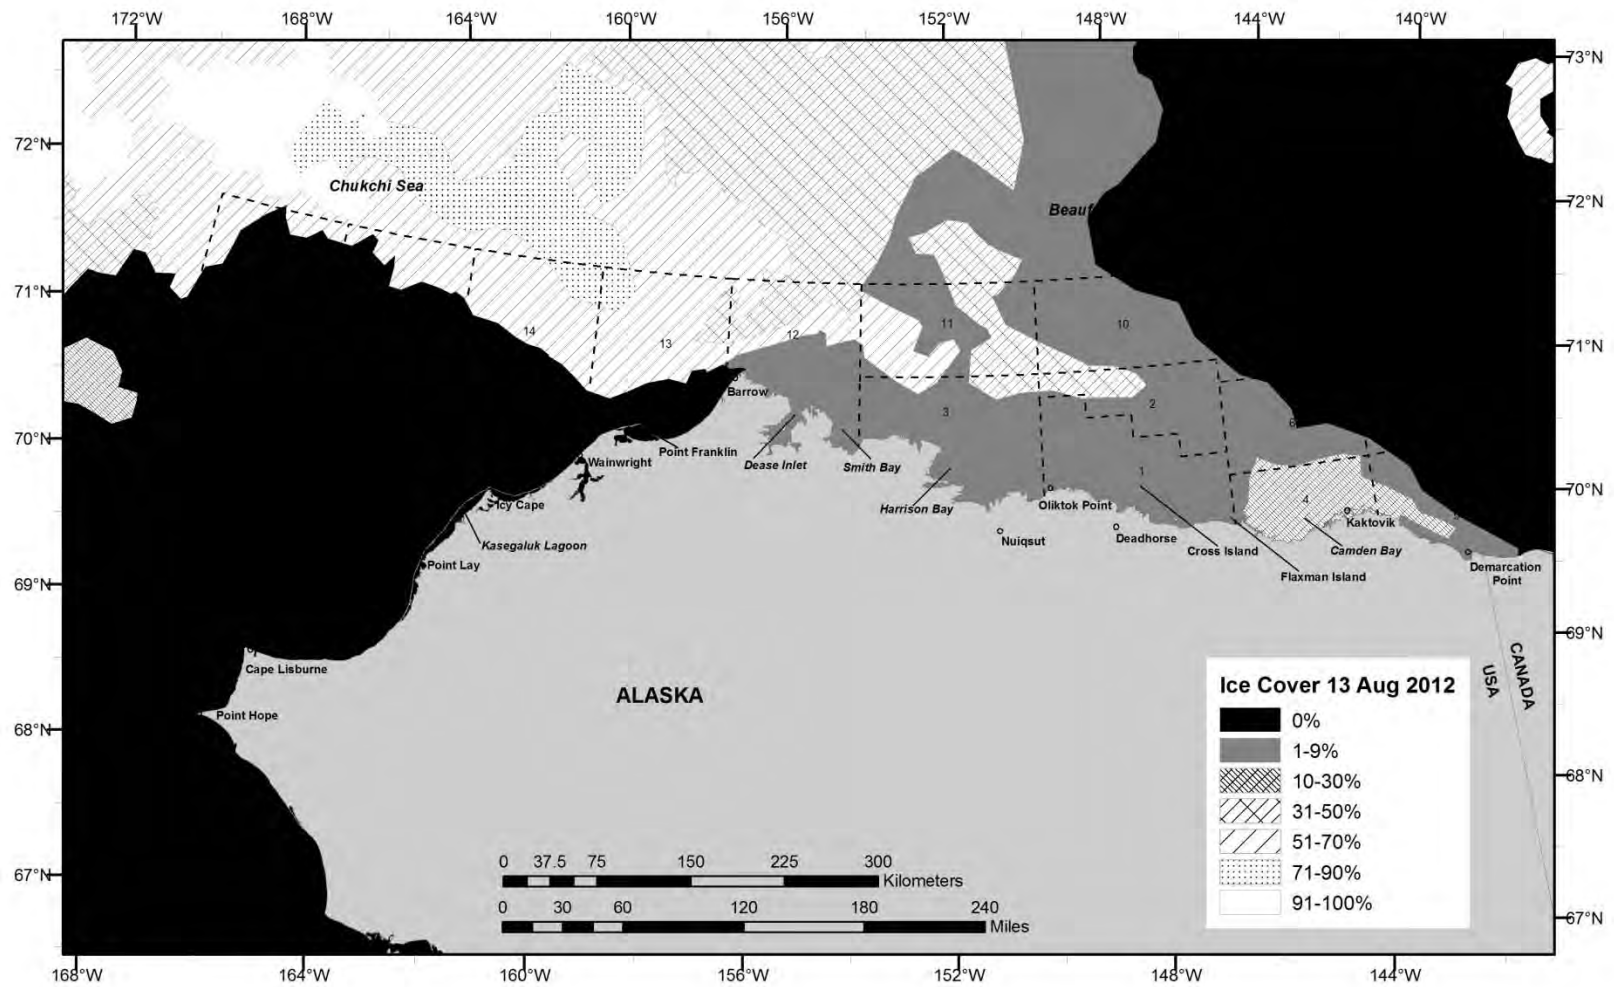 172°W 168°W 164°W 160°W 156°W 152°W 148°W 144°W 140°W
73°N
72°N
72°N
Chukchi Sea
Beauf
71°N
71°N
14
13
12
11
10
3
2
6
1
4
Barrow
70°N
70°N
Point Franklin
Wainwright
Dease Inlet
Smith Bay
Harrison Bay
Icy Cape
Oliktok Point
Kaktovik
Kasegaluk Lagoon
Nuiqsut
Deadhorse
Cross Island
Camden Bay
Point Lay
Flaxman Island
Demarcation
Point
69°N
69°N
Cape Lisburne
Point Hope
ALASKA
USA
CANADA
68°N
68°N
67°N
67°N
Ice Cover 13 Aug 2012
0%
1-9%
10-30%
31-50%
51-70%
71-90%
91-100%
0 37.5 75 150 225 300
Kilometers
0 30 60 120 180 240
Miles
168°W 164°W 160°W 156°W 152°W 148°W 144°W